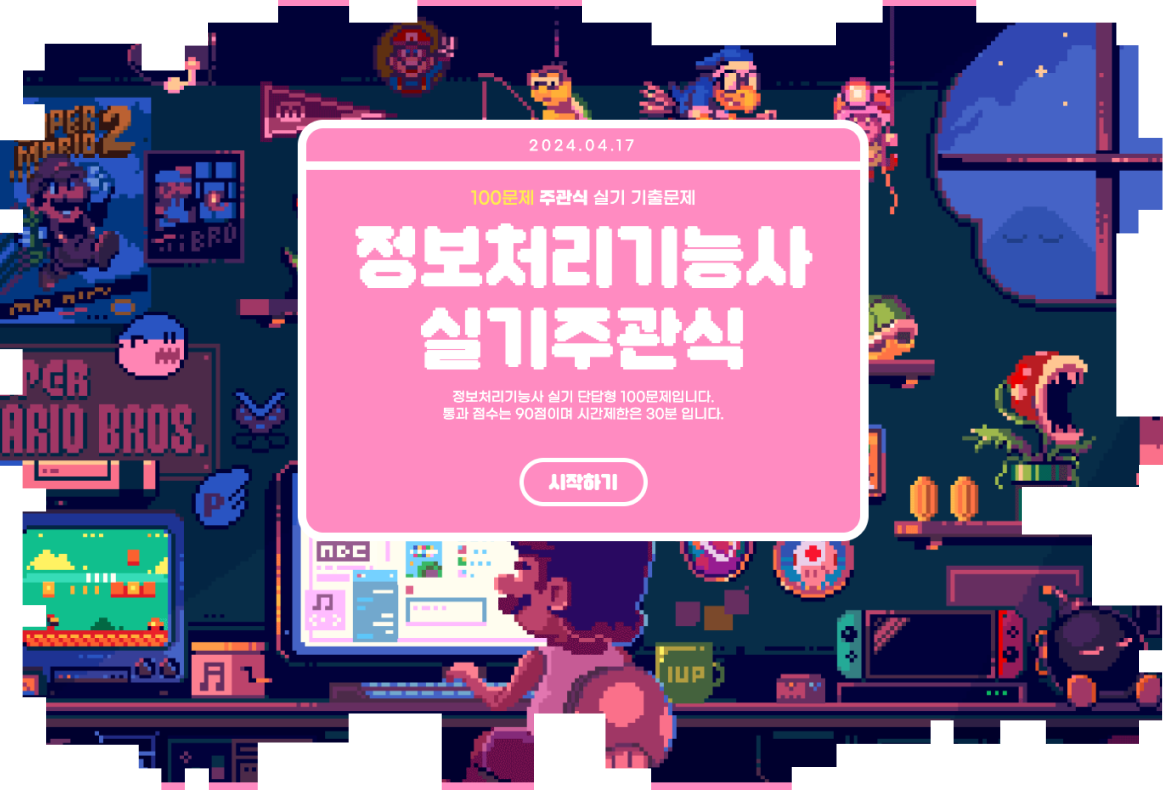 2024.04.17
100문제 주관식 실기 기출문제
정보처리기능사
실기주관식
정보처리기능사 실기 단답형 100문제입니다.
통과 점수는 90점이며 시간제한은 30분 입니다.
시작하기
PER
MARIO 2
BRO
PER
ARIO BROS.
P
1UP